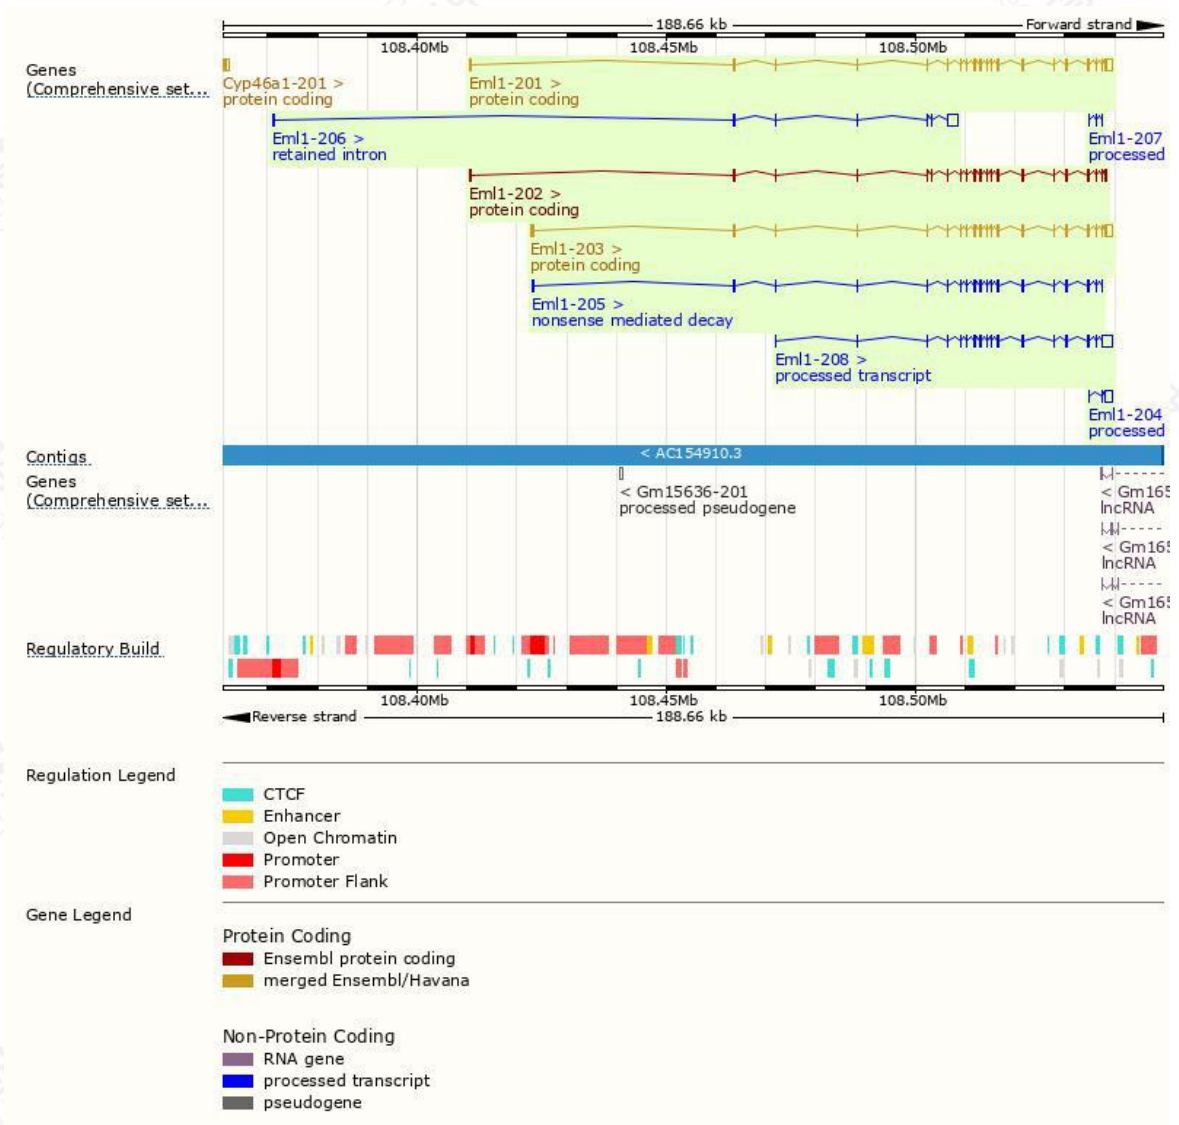 188.66 kb Forward strand
108.40Mb 108.45Mb 108.50Mb
Genes
(Comprehensive set...
Cyp46a1-201 >
protein coding
Eml1-201 >
protein coding
Eml1-206 >
retained intron
Eml1-207
processed
Eml1-202 >
protein coding
Eml1-203 >
protein coding
Eml1-205 >
nonsense mediated decay
Eml1-208 >
processed transcript
Eml1-204
processed
Contigs
< AC154910.3
Genes
(Comprehensive set...
< Gm15636-201
processed pseudogene
< Gm165
lncRNA
< Gm165
lncRNA
< Gm165
lncRNA
Regulatory Build
108.40Mb 108.45Mb 108.50Mb
Reverse strand 188.66 kb
Regulation Legend
CTCF
Enhancer
Open Chromatin
Promoter
Promoter Flank
Gene Legend
Protein Coding
Ensembl protein coding
merged Ensembl/Havana
Non-Protein Coding
RNA gene
processed transcript
pseudogene